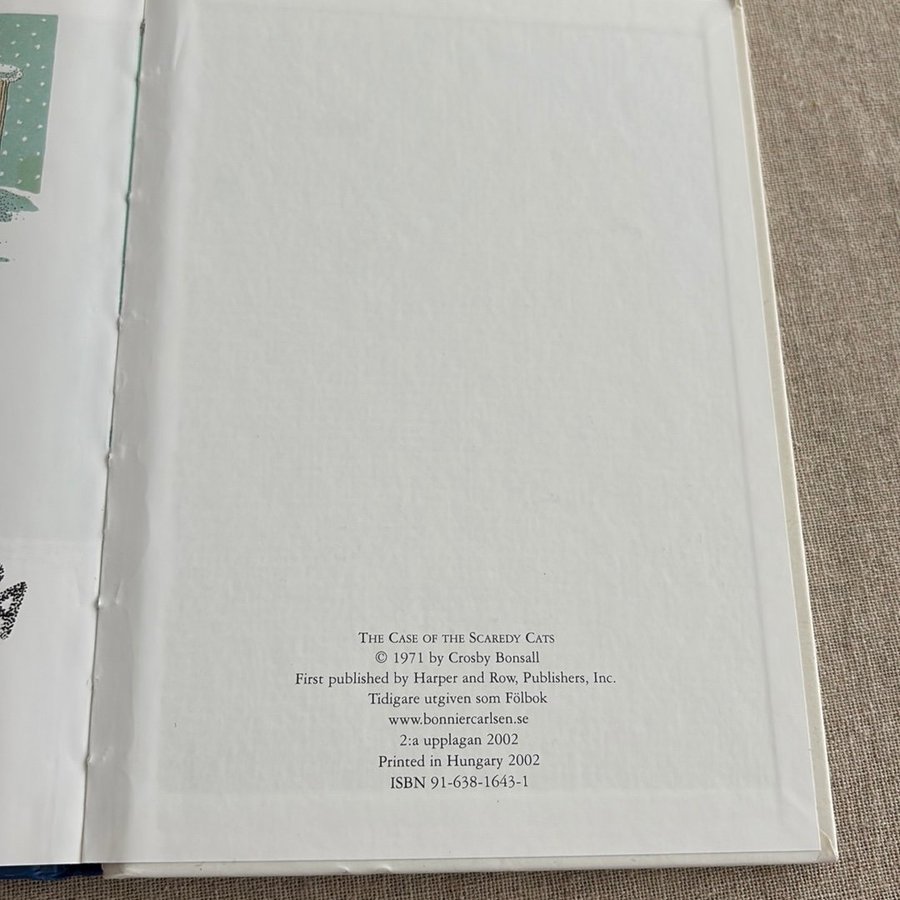 The Case of the Scaredy Cats
© 1971 by Crosby Bonsall
First published by Harper and Row, Publishers, Inc.
Tidigare utgiven som Fölbok
www.bonniercarlsen.se
2:a upplagan 2002
Printed in Hungary 2002
ISBN 91-638-1643-1